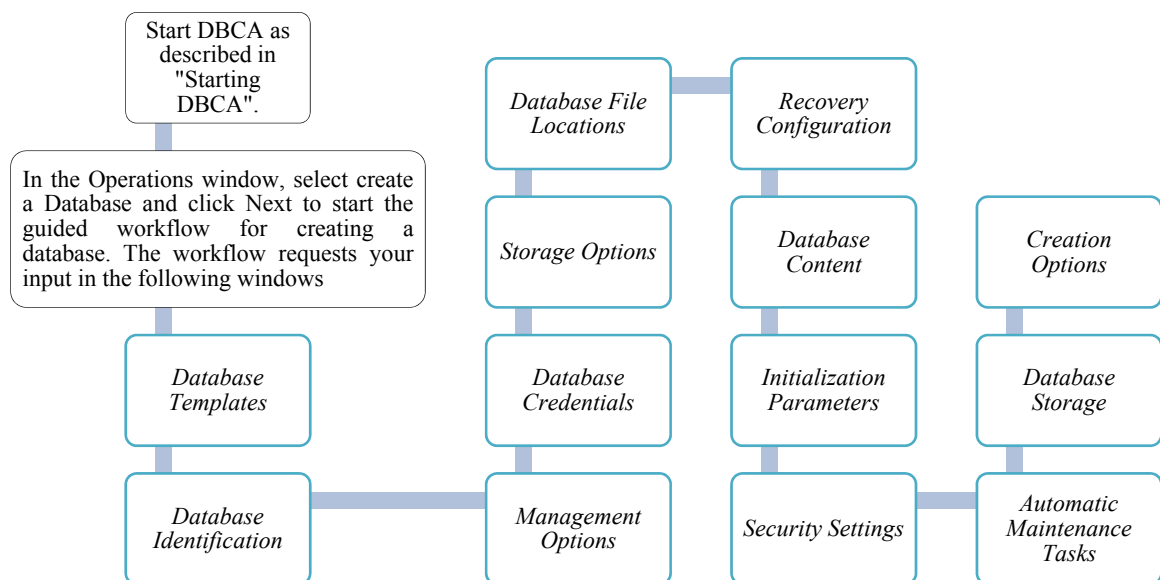 Start DBCA as
described in
"Starting
DBCA".
In the Operations window, select create
a Database and click Next to start the
guided workflow for creating a
database. The workflow requests your
input in the following windows
Database
Templates
Database
Identification
Management
Options
Database
Credentials
Storage Options
Database File
Locations
Recovery
Configuration
Database
Content
Initialization
Parameters
Security Settings
Automatic
Maintenance
Tasks
Database
Storage
Creation
Options